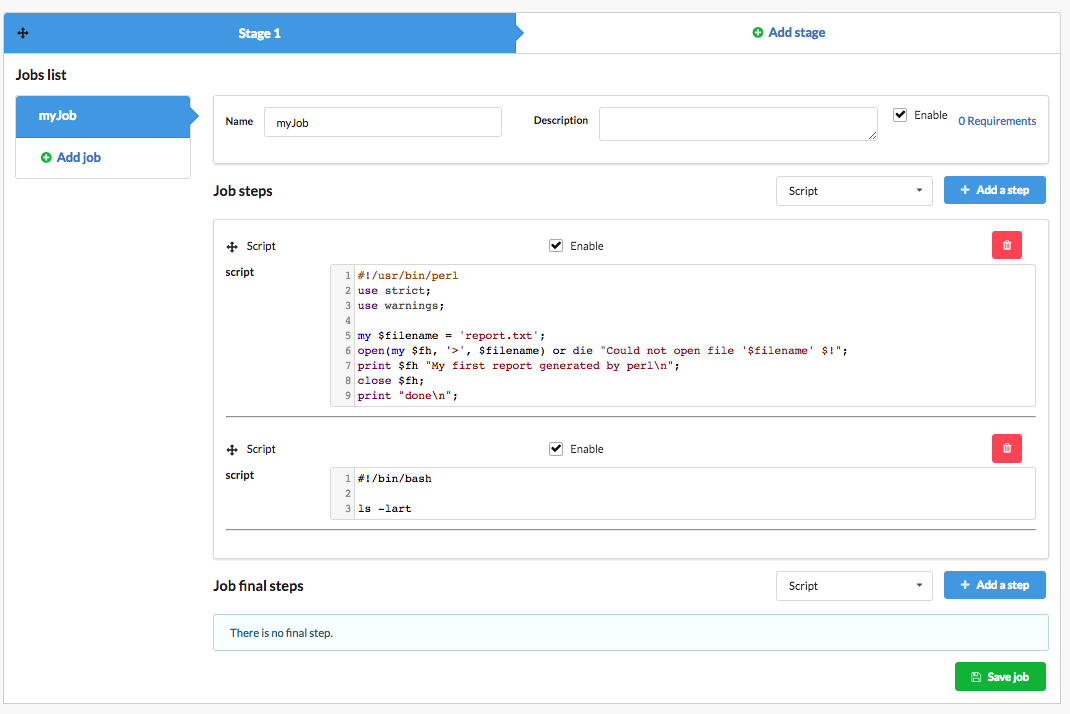 Stage 1
Add stage
Jobs list
myJob
Add job
Name myJob Description Enable 0 Requirements
Job steps Script Add a step
Script Enable
script
1 #!/usr/bin/perl
2 use strict;
3 use warnings;
4
5 my $filename = 'report.txt';
6 open(my $fh, '>', $filename) or die "Could not open file '$filename' $!";
7 print $fh "My first report generated by perl\n";
8 close $fh;
9 print "done\n";
Script Enable
script
1 #!/bin/bash
2
3 ls -lart
Job final steps Script Add a step
There is no final step.
Save job